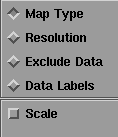 Map Type
Resolution
Exclude Data
Data Labels
Scale